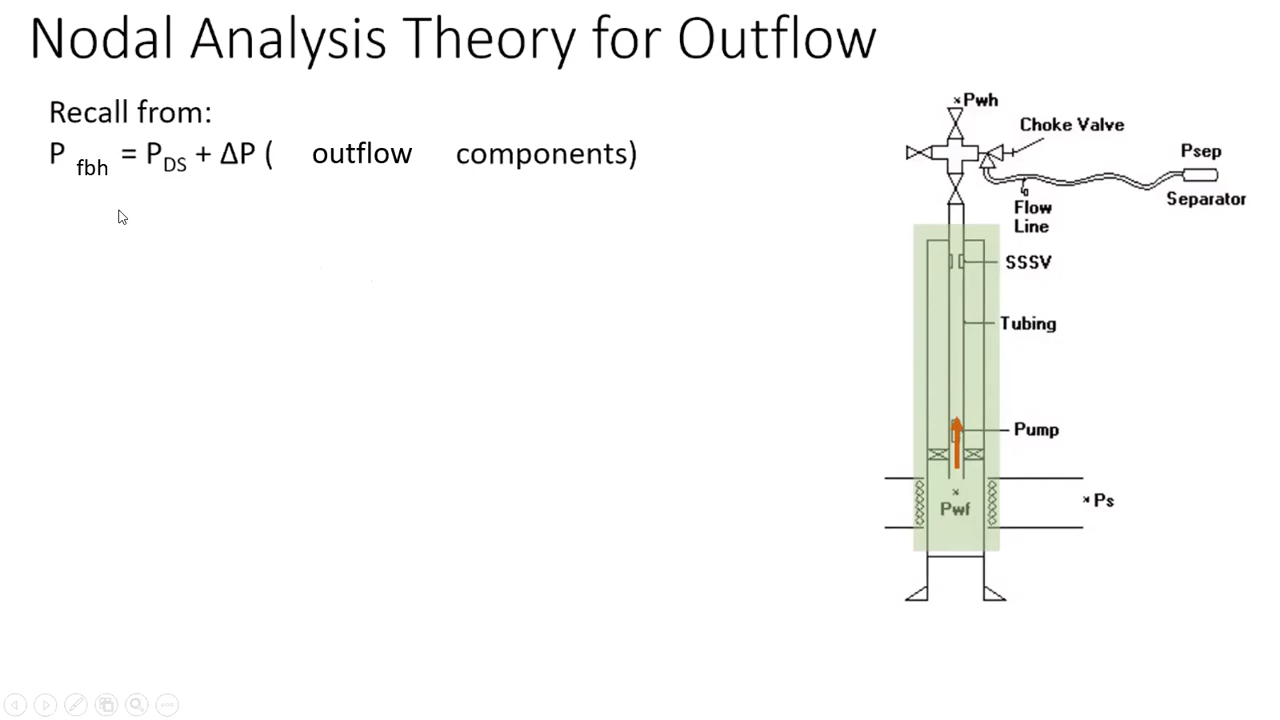 Nodal Analysis Theory for Outflow
Recall from:
P fbh = PDS + ΔP ( outflow components)
Pwh
Choke Valve
Psep
Separator
Flow
Line
SSSV
Tubing
Pump
Pwf
Ps